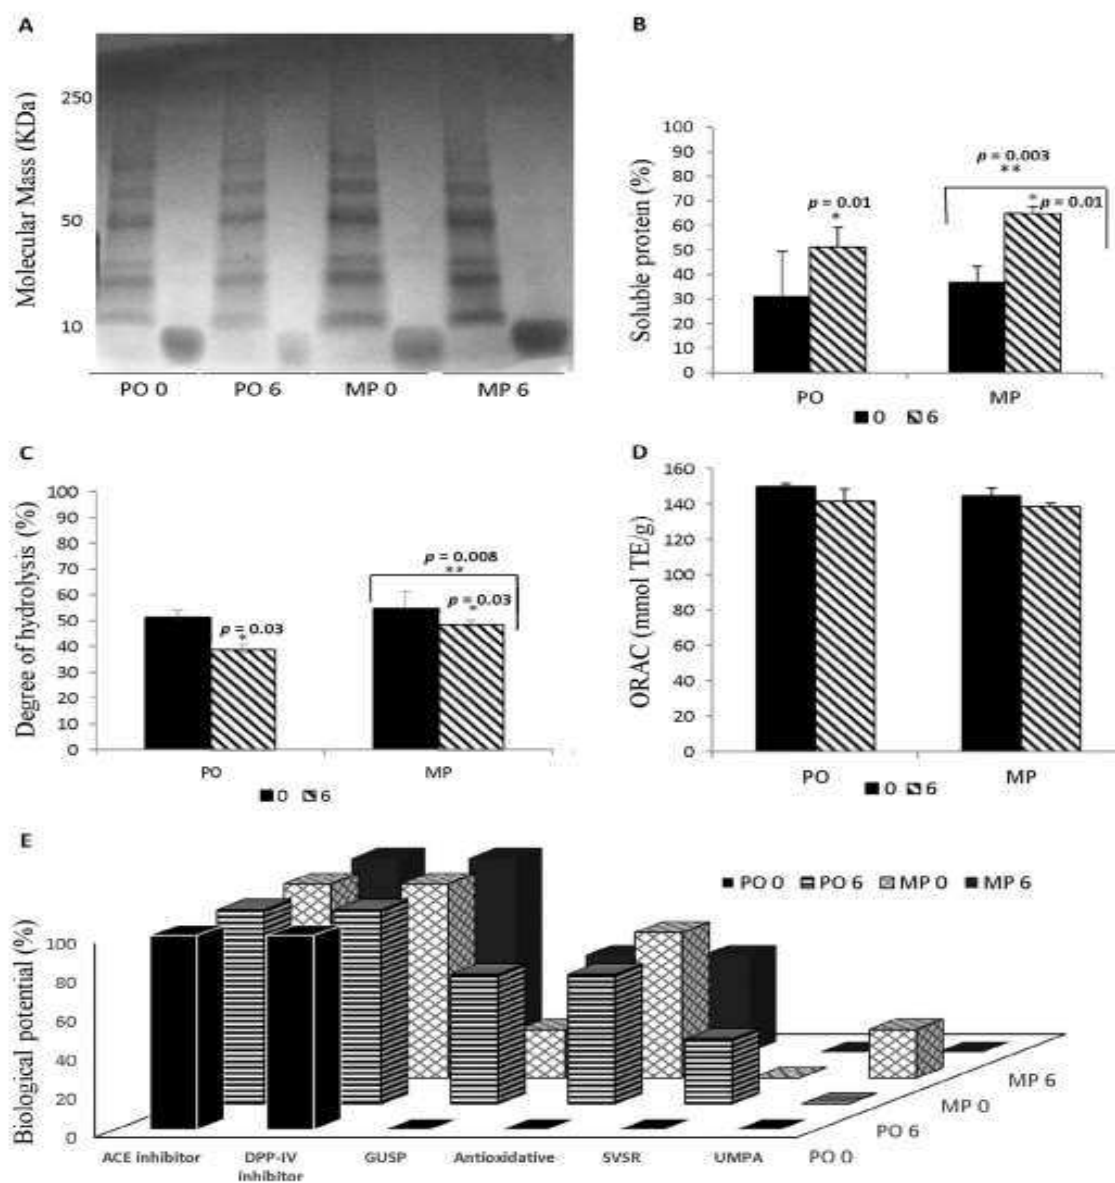 A
Molecular Mass (KDa)
250
50
10
PO 0 PO 6 MP 0 MP 6
B
Soluble protein (%)
100
90
80
70
60
50
40
30
20
10
0
p = 0.01
*
p = 0.003
**
* p = 0.01
PO MP
0 6
C
Degree of hydrolysis (%)
100
90
80
70
60
50
40
30
20
10
0
p = 0.03
*
p = 0.008
**
p = 0.03
*
PO MP
0 6
D
ORAC (mmol TE/g)
160
140
120
100
80
60
40
20
0
PO MP
0 6
E
Biological potential (%)
100
80
60
40
20
0
PO 0 PO 6 MP 0 MP 6
ACE inhibitor DPP-IV inhibitor GUSP Antioxidative SVSR UMPA
PO 0
PO 6
MP 0
MP 6